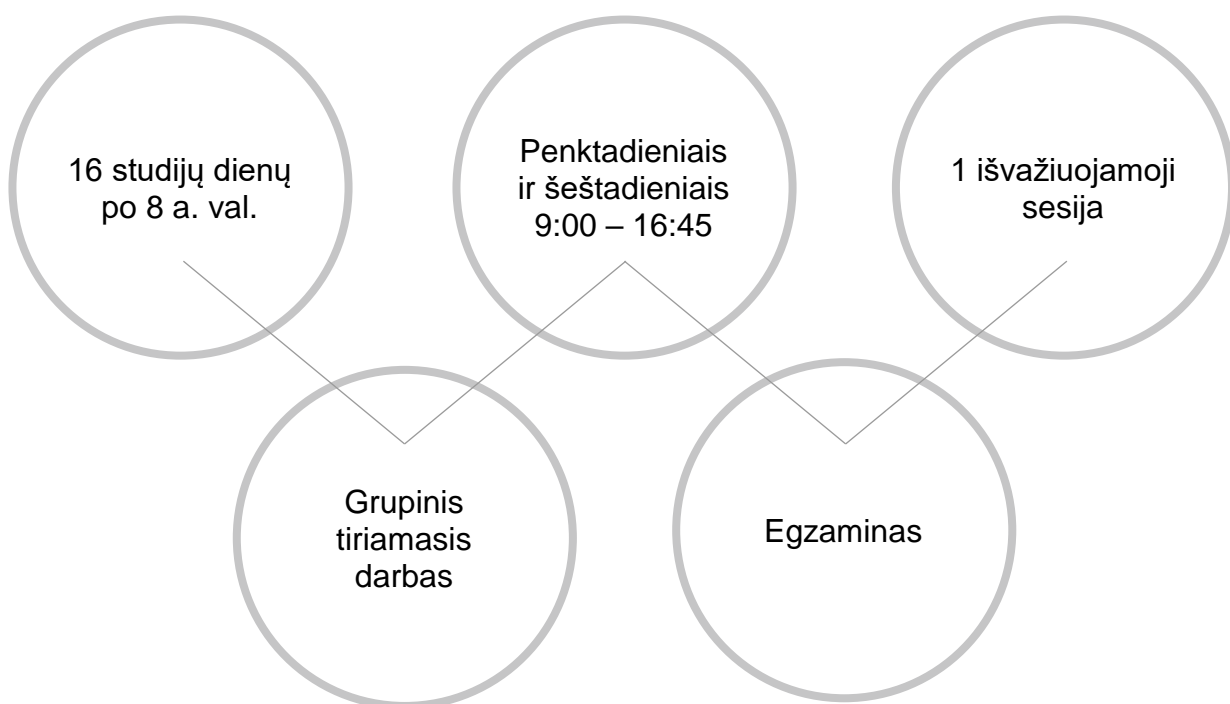 16 studijų dienų
po 8 a. val.
Penktadieniais
ir šeštadieniais
9:00 – 16:45
1 išvažiuojamoji
sesija
Grupinis
tiriamasis
darbas
Egzaminas